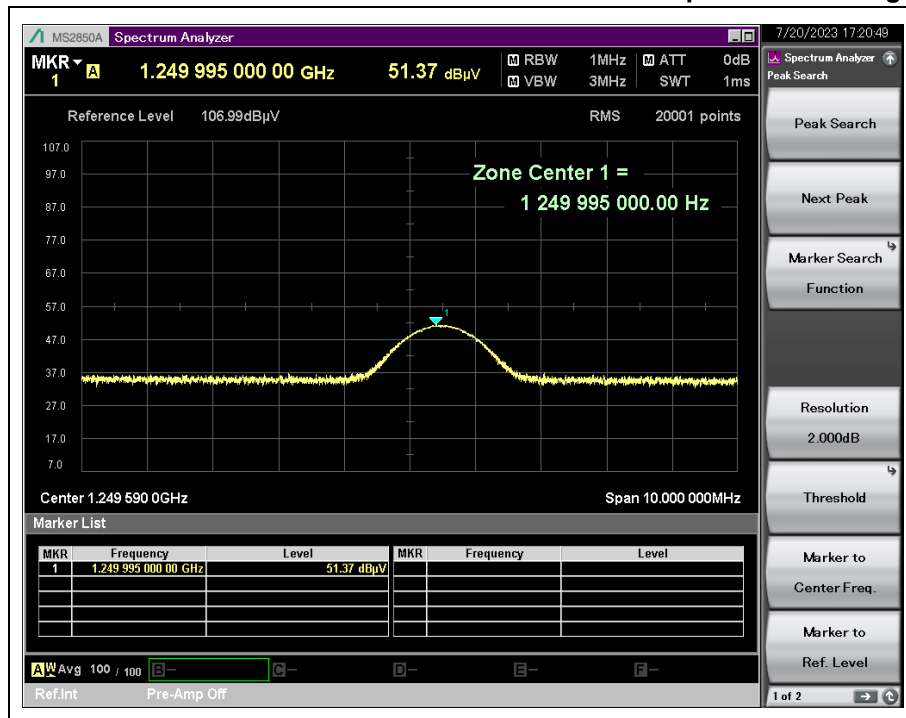 MS2850A Spectrum Analyzer
7/20/2023 17:20:49
MKR 1 A 1.249 995 000 00 GHz 51.37 dBµV
M RBW 1MHz M ATT 0dB
M VBW 3MHz SWT 1ms
Spectrum Analyzer
Peak Search
Reference Level 106.99dBµV RMS 20001 points
Peak Search
107.0
97.0
87.0
77.0
67.0
57.0
47.0
37.0
27.0
17.0
7.0
Zone Center 1 =
1 249 995 000.00 Hz
1
Next Peak
Marker Search
Function
Resolution
2.000dB
Center 1.249 590 0GHz Span 10.000 000MHz
Threshold
Marker List
MKR Frequency Level MKR Frequency Level
1 1.249 995 000 00 GHz 51.37 dBµV
Marker to
Center Freq.
Marker to
Ref. Level
A W Avg 100 / 100 B- C- D- E- F-
Ref.Int Pre-Amp Off
1 of 2